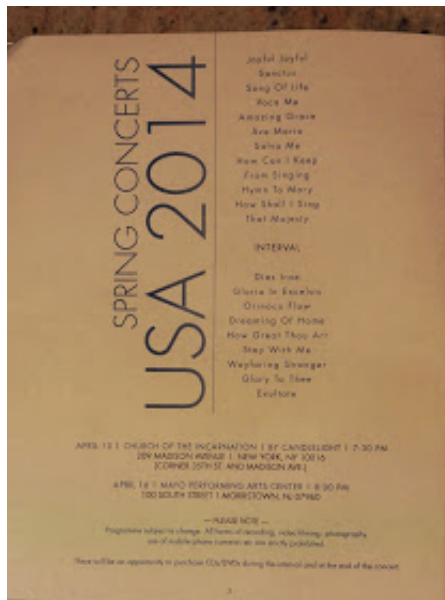 SPRING CONCERTS
USA 2014
Joyful Joyful
Sanctus
Song Of Life
Voca Me
Amazing Grace
Ave Maria
Salva Me
How Can I Keep
From Singing
Hymn To Mary
How Shall I Sing
That Majesty
INTERVAL
Dies Irae
Gloria In Excelsis
Orinoco Flow
Dreaming Of Home
How Great Thou Art
Stay With Me
Wayfaring Stranger
Glory To Thee
Exultate
APRIL 15 | CHURCH OF THE INCARNATION | BY CANDLELIGHT | 7:30 PM
209 MADISON AVENUE | NEW YORK, NY 10016
(CORNER 35TH ST. AND MADISON AVE.)
APRIL 16 | MAYO PERFORMING ARTS CENTER | 8:00 PM
100 SOUTH STREET | MORRISTOWN, NJ 07960
— PLEASE NOTE —
Programme subject to change. All forms of recording, video filming, photography,
use of mobile phone cameras etc are strictly prohibited.
There will be an opportunity to purchase CDs/DVDs during the interval and at the end of the concert.